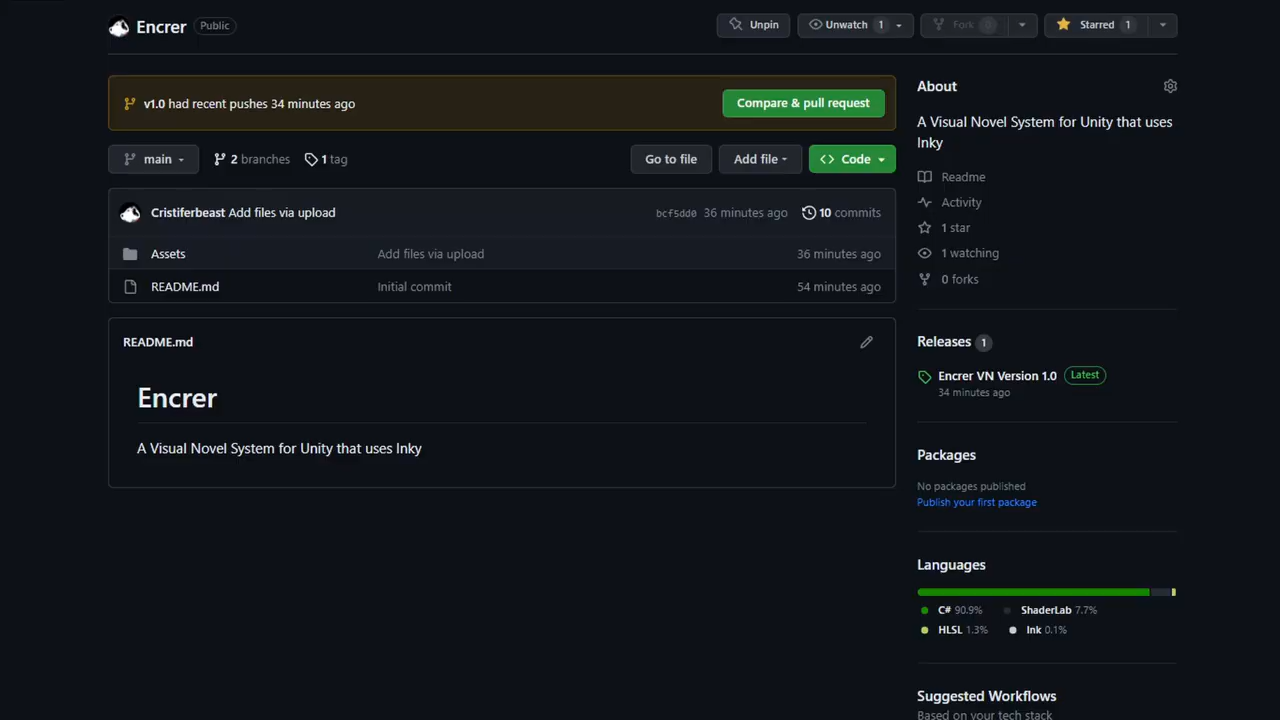 Encrer Public Unpin Unwatch 1 Fork 0 Starred 1
v1.0 had recent pushes 34 minutes ago Compare & pull request
main 2 branches 1 tag Go to file Add file Code
Cristiferbeast Add files via upload bcf5dd0 36 minutes ago 10 commits
Assets Add files via upload 36 minutes ago
README.md Initial commit 54 minutes ago
README.md
Encrer
A Visual Novel System for Unity that uses Inky
About
A Visual Novel System for Unity that uses
Inky
Readme
Activity
1 star
1 watching
0 forks
Releases 1
Encrer VN Version 1.0 Latest
34 minutes ago
Packages
No packages published
Publish your first package
Languages
C# 90.9% ShaderLab 7.7%
HLSL 1.3% Ink 0.1%
Suggested Workflows
Based on your tech stack